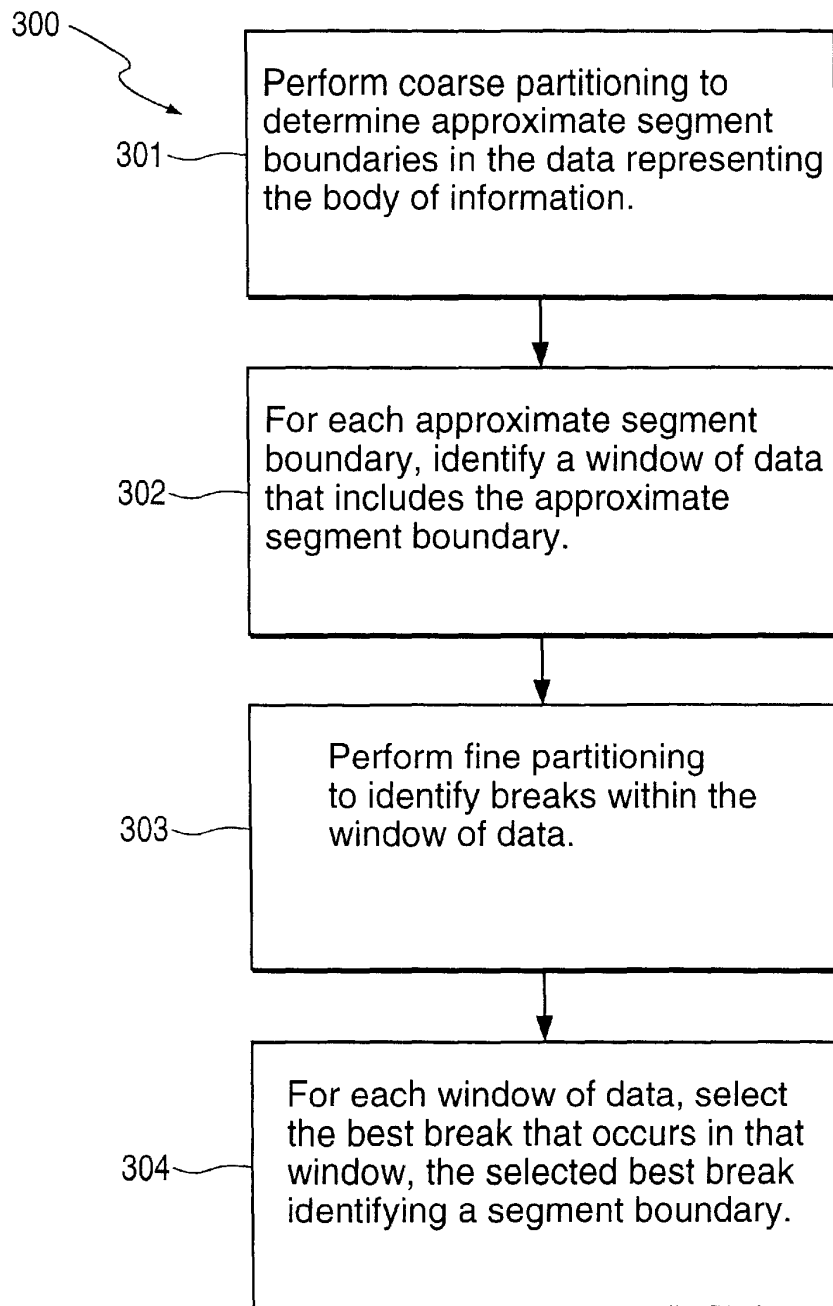 300
Perform coarse partitioning to
determine approximate segment
301
boundaries in the data representing
the body of information.
For each approximate segment
boundary, identify a window of data
302
that includes the approximate
segment boundary.
Perform fine partitioning
to identify breaks within the
303
window of data.
For each window of data, select
the best break that occurs in that
304
window, the selected best break
identifying a segment boundary.